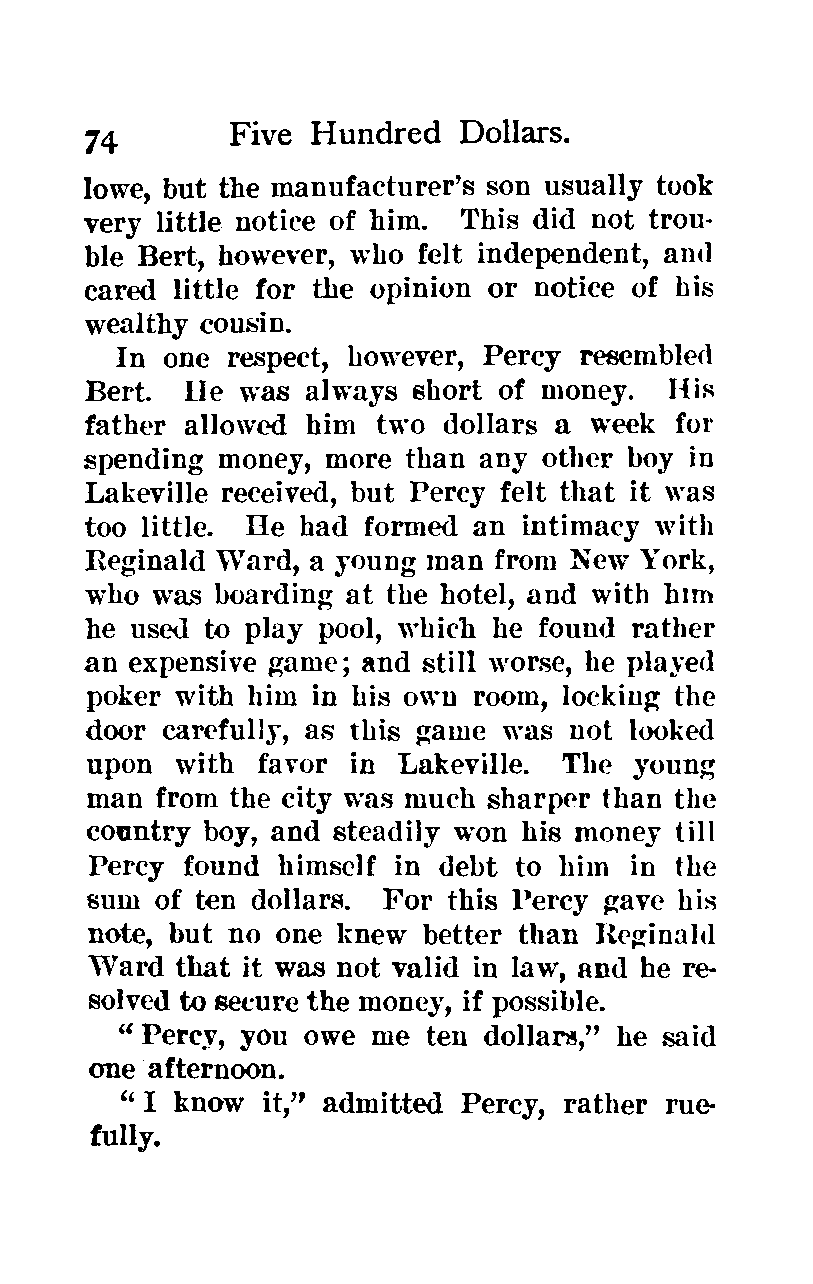 74 Five Hundred Dollars.
lowe, but the manufacturer's son usually took
very little notice of him. This did not trou-
ble Bert, however, who felt independent, and
cared little for the opinion or notice of his
wealthy cousin.
In one respect, however, Percy resembled
Bert. He was always short of money. His
father allowed him two dollars a week for
spending money, more than any other boy in
Lakeville received, but Percy felt that it was
too little. He had formed an intimacy with
Reginald Ward, a young man from New York,
who was boarding at the hotel, and with him
he used to play pool, which he found rather
an expensive game; and still worse, he played
poker with him in his own room, locking the
door carefully, as this game was not looked
upon with favor in Lakeville. The young
man from the city was much sharper than the
country boy, and steadily won his money till
Percy found himself in debt to him in the
sum of ten dollars. For this Percy gave his
note, but no one knew better than Reginald
Ward that it was not valid in law, and he re-
solved to secure the money, if possible.
“Percy, you owe me ten dollars,” he said
one afternoon.
“I know it,” admitted Percy, rather rue-
fully.